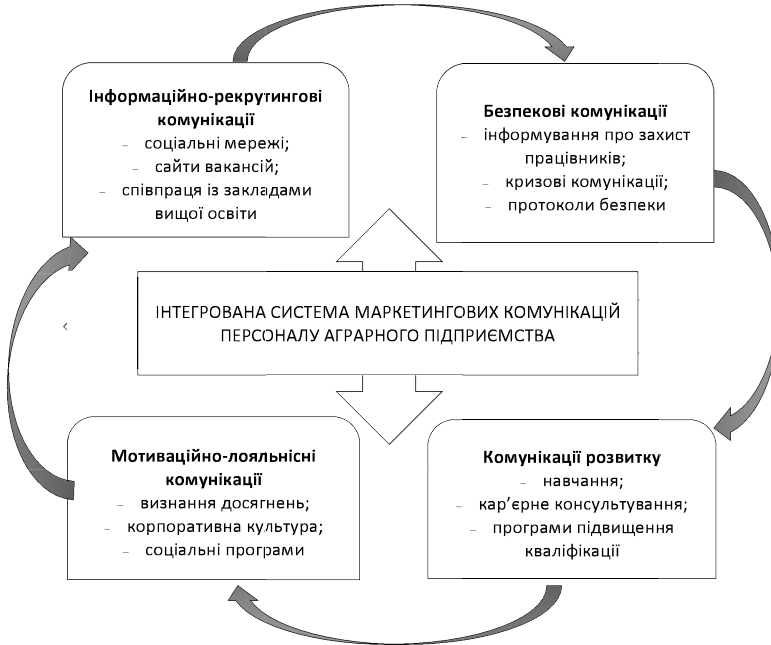 Інформаційно-рекрутингові
комунікації
– соціальні мережі;
– сайти вакансій;
– співпраця із закладами
вищої освіти
Безпекові комунікації
– інформування про захист
працівників;
– кризові комунікації;
– протоколи безпеки
ІНТЕГРОВАНА СИСТЕМА МАРКЕТИНГОВИХ КОМУНІКАЦІЙ
ПЕРСОНАЛУ АГРАРНОГО ПІДПРИЄМСТВА
Мотиваційно-лояльнісні
комунікації
– визнання досягнень;
– корпоративна культура;
– соціальні програми
Комунікації розвитку
– навчання;
– кар’єрне консультування;
– програми підвищення
кваліфікації